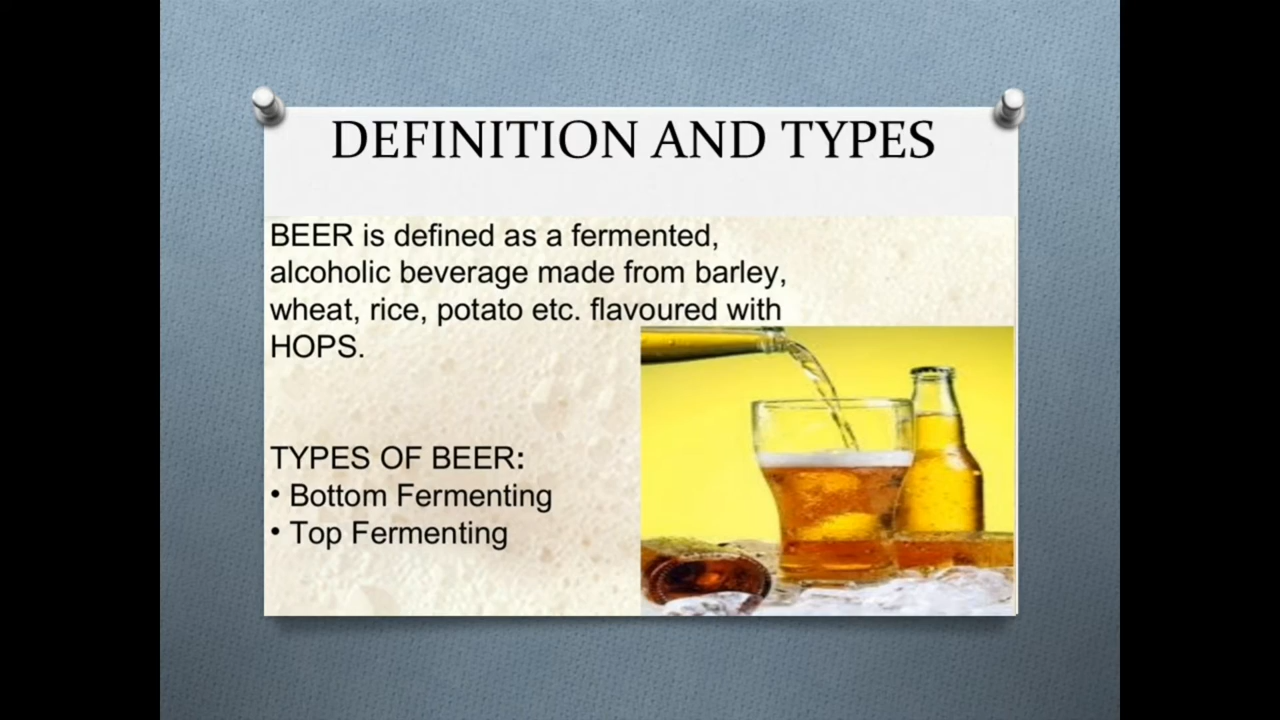 DEFINITION AND TYPES
BEER is defined as a fermented,
alcoholic beverage made from barley,
wheat, rice, potato etc. flavoured with
HOPS.
TYPES OF BEER:
• Bottom Fermenting
• Top Fermenting